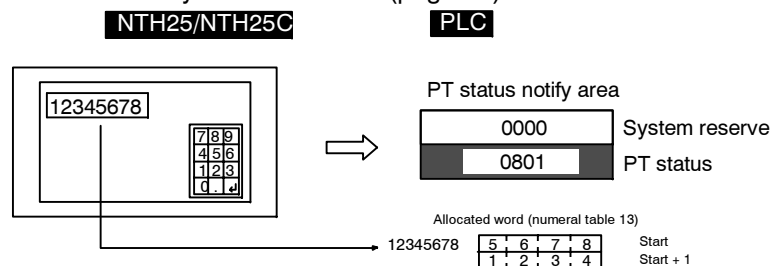 NTH25/NTH25C PLC
PT status notify area
12345678
0000 System reserve
7 8 9
4 5 6
0801 PT status
1 2 3
0 . ↲
Allocated word (numeral table 13)
12345678 5 6 7 8 Start
1 2 3 4 Start + 1